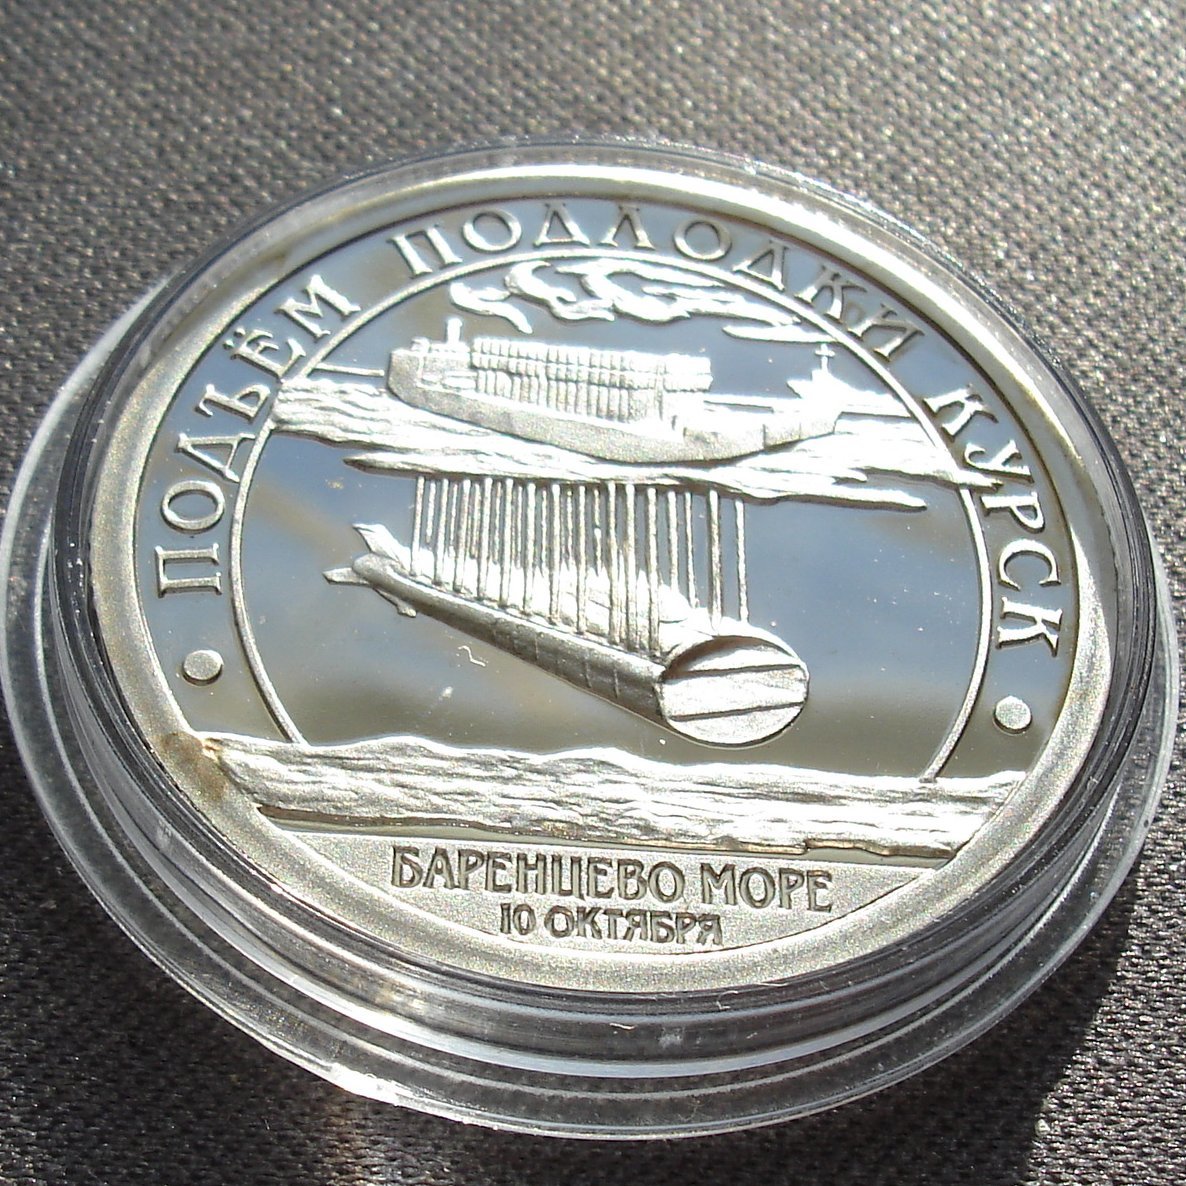 ПОДЪЁМ ПОДЛОДКИ КУРСК
БАРЕНЦЕВО МОРЕ
10 ОКТЯБРЯ